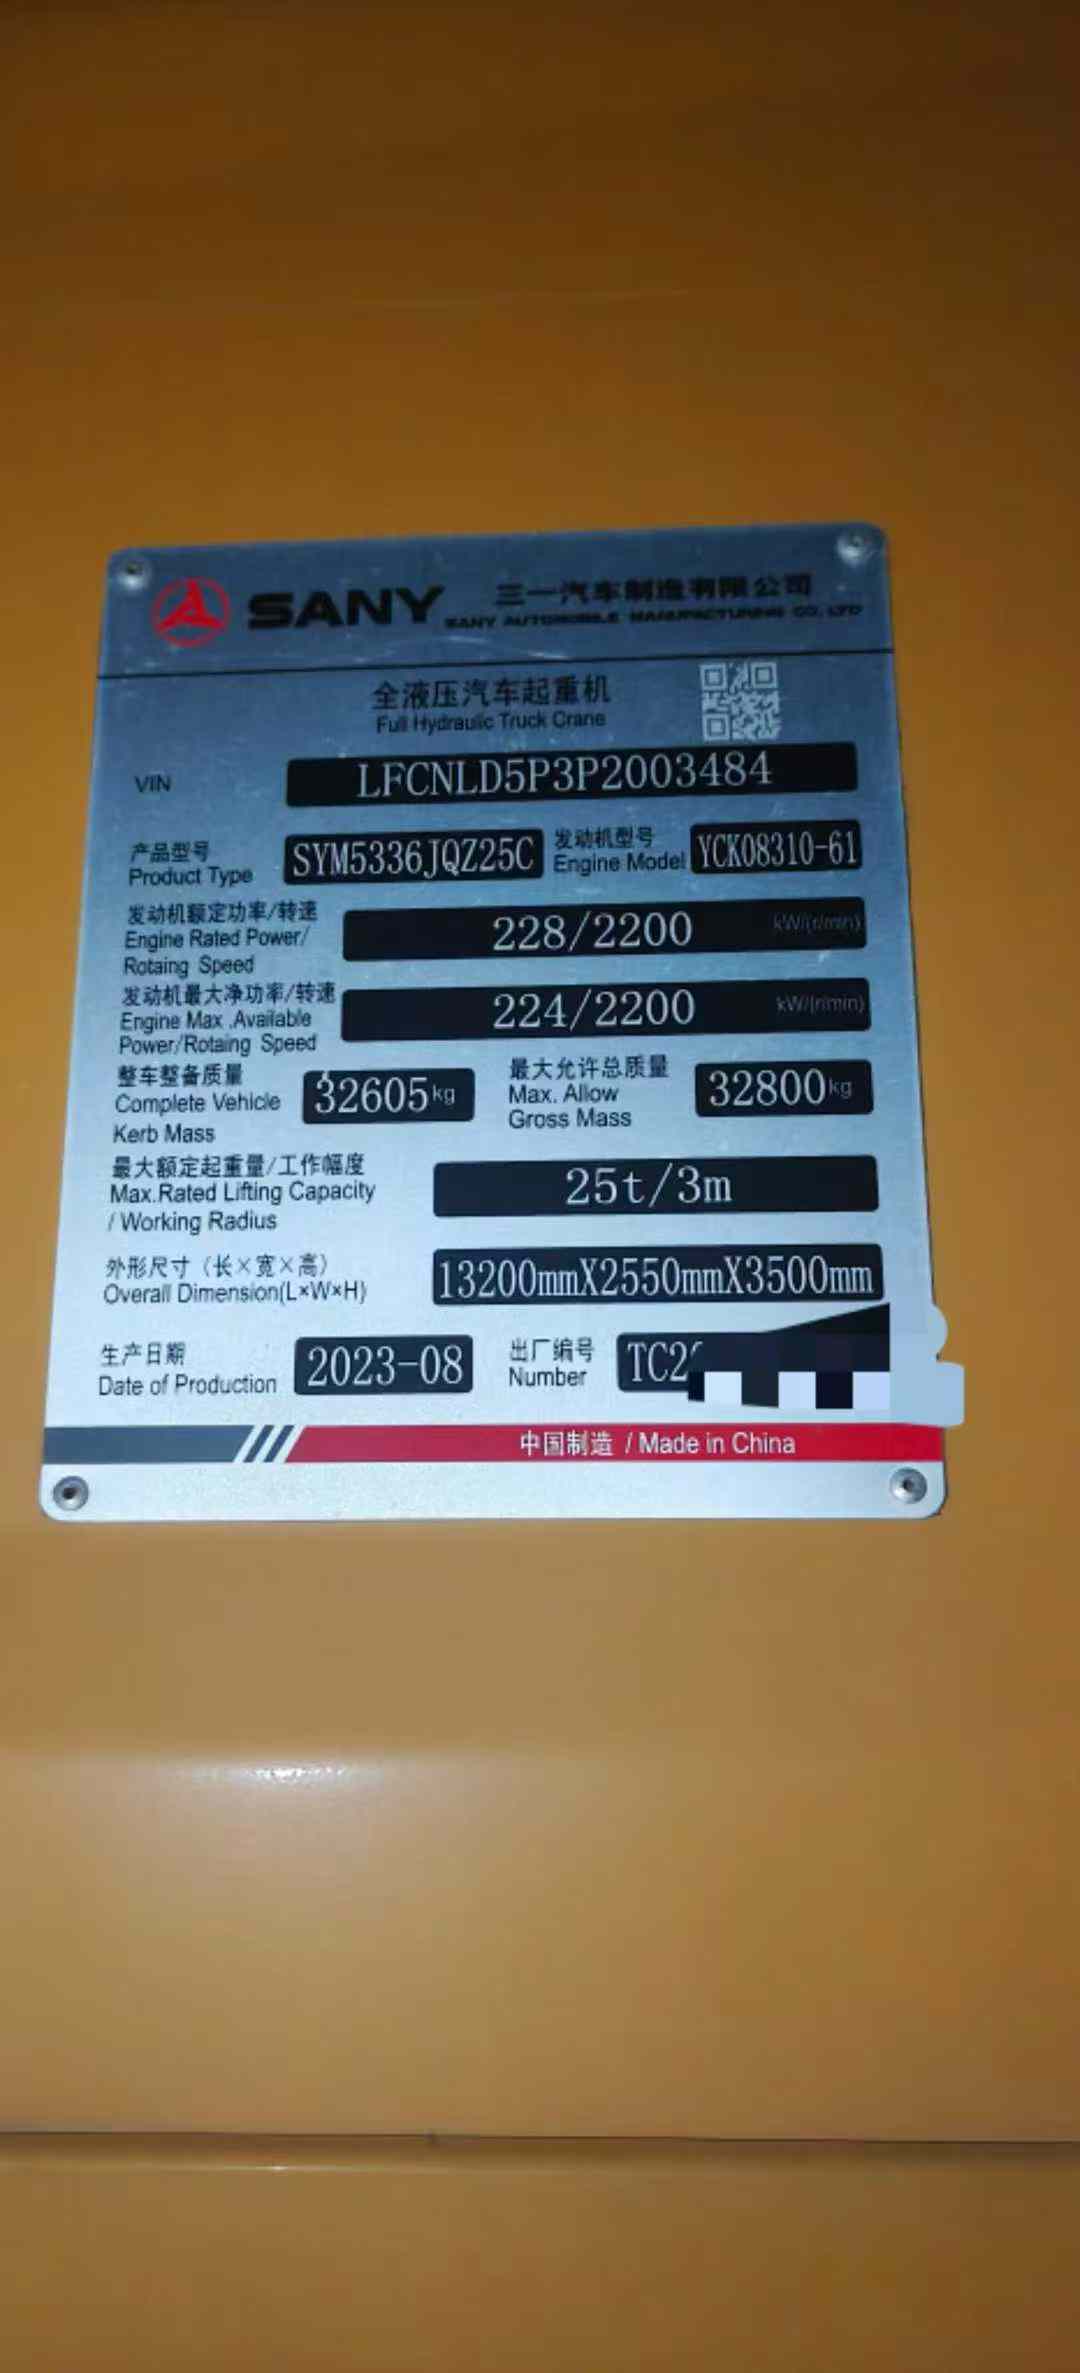 SANY 三一汽车制造有限公司
SANY AUTOMOBILE MANUFACTURING CO., LTD
全液压汽车起重机
Full Hydraulic Truck Crane
VIN LFCNLD5P3P2003484
产品型号 SYM5336JQZ25C 发动机型号 YCK08310-61
Product Type Engine Model
发动机额定功率/转速
Engine Rated Power/ 228/2200 kW/(r/min)
Rotaing Speed
发动机最大净功率/转速
Engine Max .Available 224/2200 kW/(r/min)
Power/Rotaing Speed
整车整备质量 最大允许总质量
Complete Vehicle 32605kg Max. Allow 32800kg
Kerb Mass Gross Mass
最大额定起重量/工作幅度
Max.Rated Lifting Capacity 25t/3m
/ Working Radius
外形尺寸（长×宽×高）
Overall Dimension(L×W×H) 13200mmX2550mmX3500mm
生产日期 2023-08 出厂编号 TC2
Date of Production Number
中国制造 / Made in China